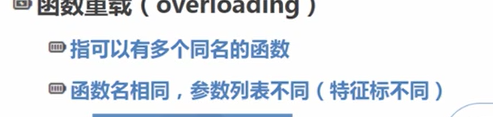 函数重载（overloading）
指可以有多个同名的函数
函数名相同，参数列表不同（特征标不同）